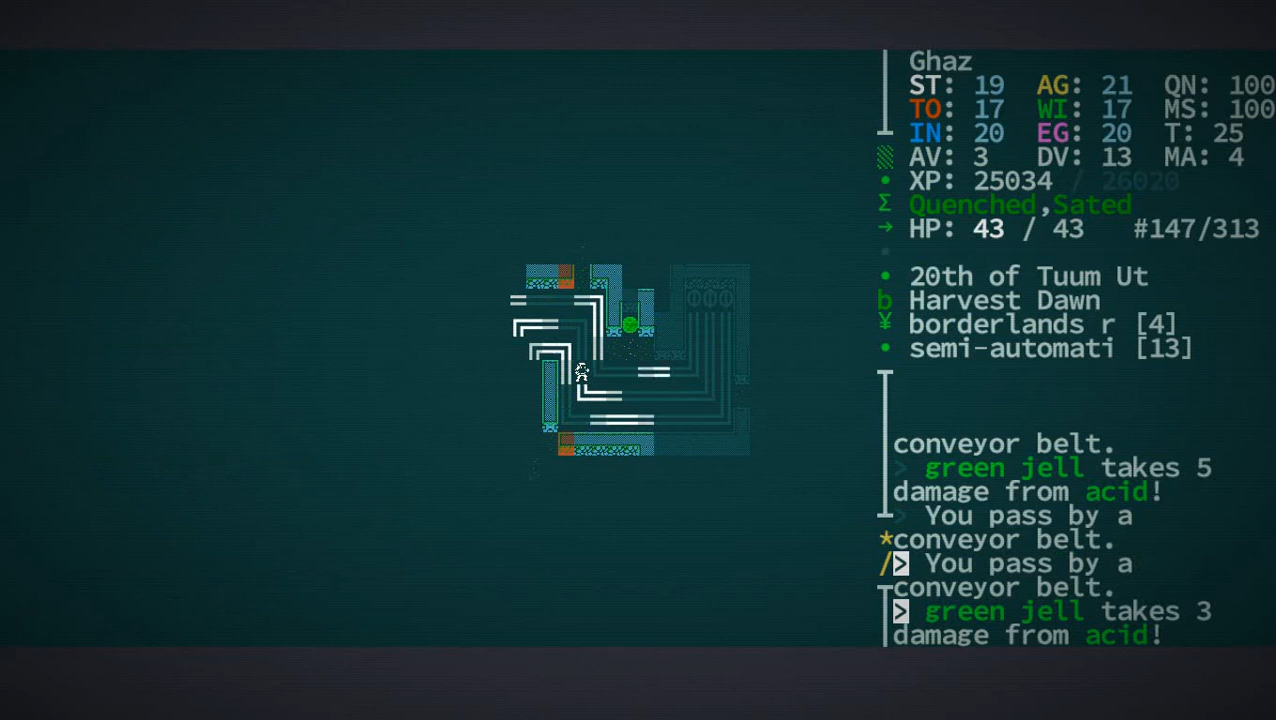 Ghaz
ST: 19 AG: 21 QN: 100
TO: 17 WI: 17 MS: 100
IN: 20 EG: 20 T: 25
AV: 3 DV: 13 MA: 4
XP: 25034 / 26020
Quenched,Sated
HP: 43 / 43 #147/313
20th of Tuum Ut
Harvest Dawn
borderlands r [4]
semi-automati [13]
conveyor belt.
> green jell takes 5
damage from acid!
> You pass by a
conveyor belt.
> You pass by a
conveyor belt.
> green jell takes 3
damage from acid!